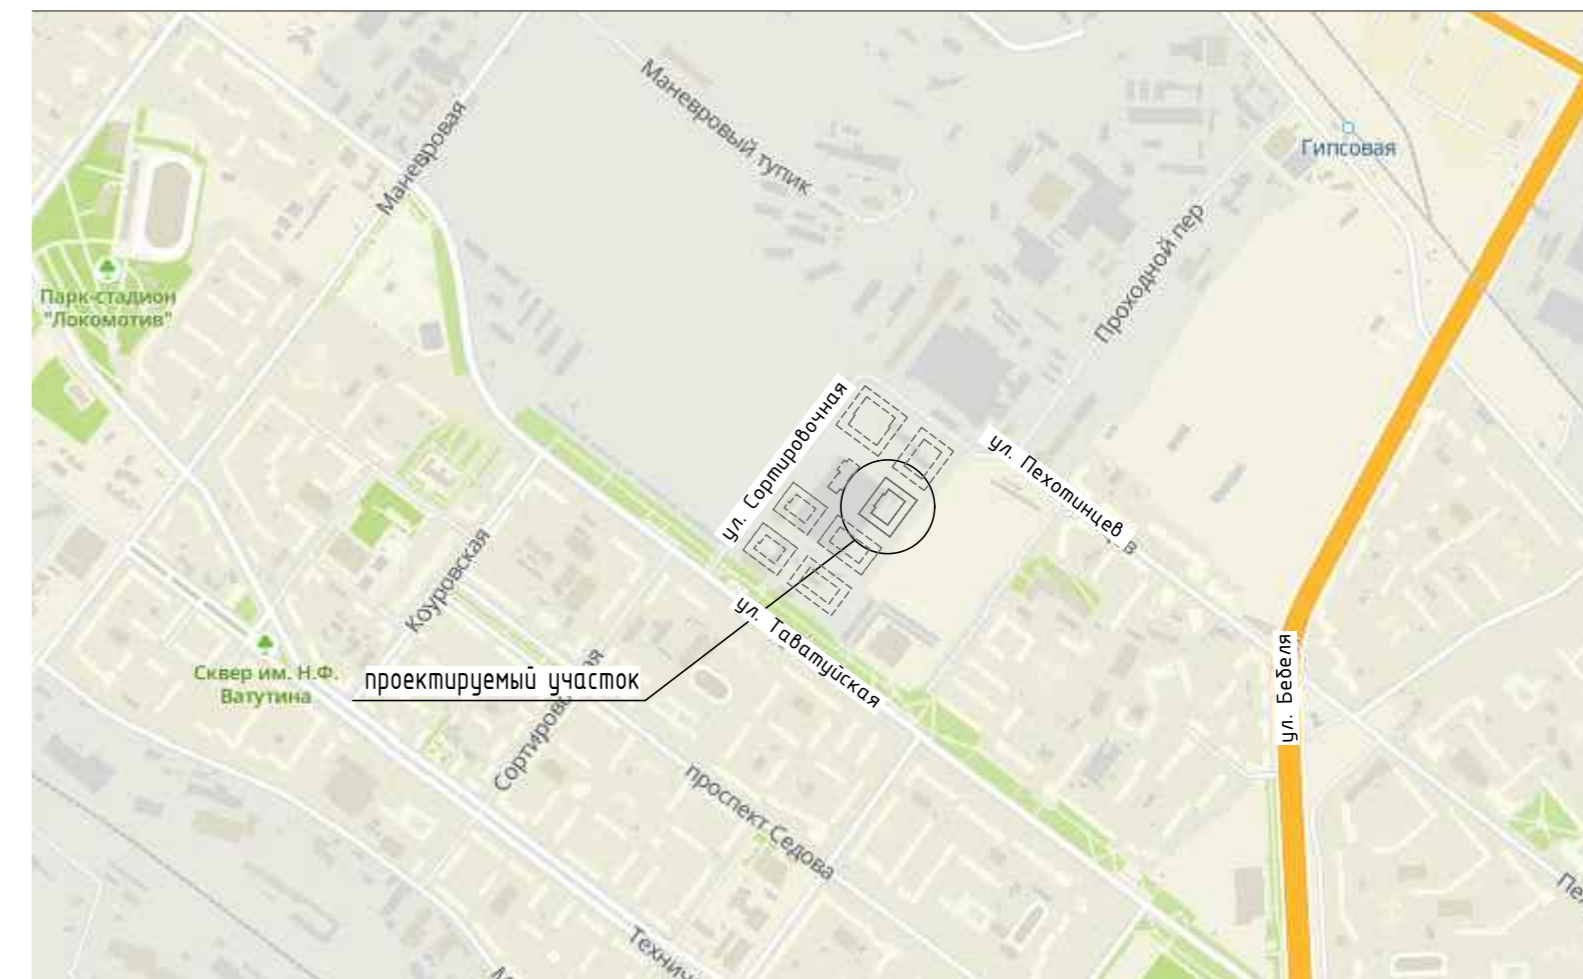 Маневровая
Маневровый тупик
Гипсовая
Проходной пер
Парк-стадион
"Локомотив"
ул. Сортировочная
ул. Пехотинцев
в
Коуровская
ул. Таватуйская
ул. Бебеля
Сквер им. Н.Ф.
Ватутина
проектируемый участок
проспект Седова